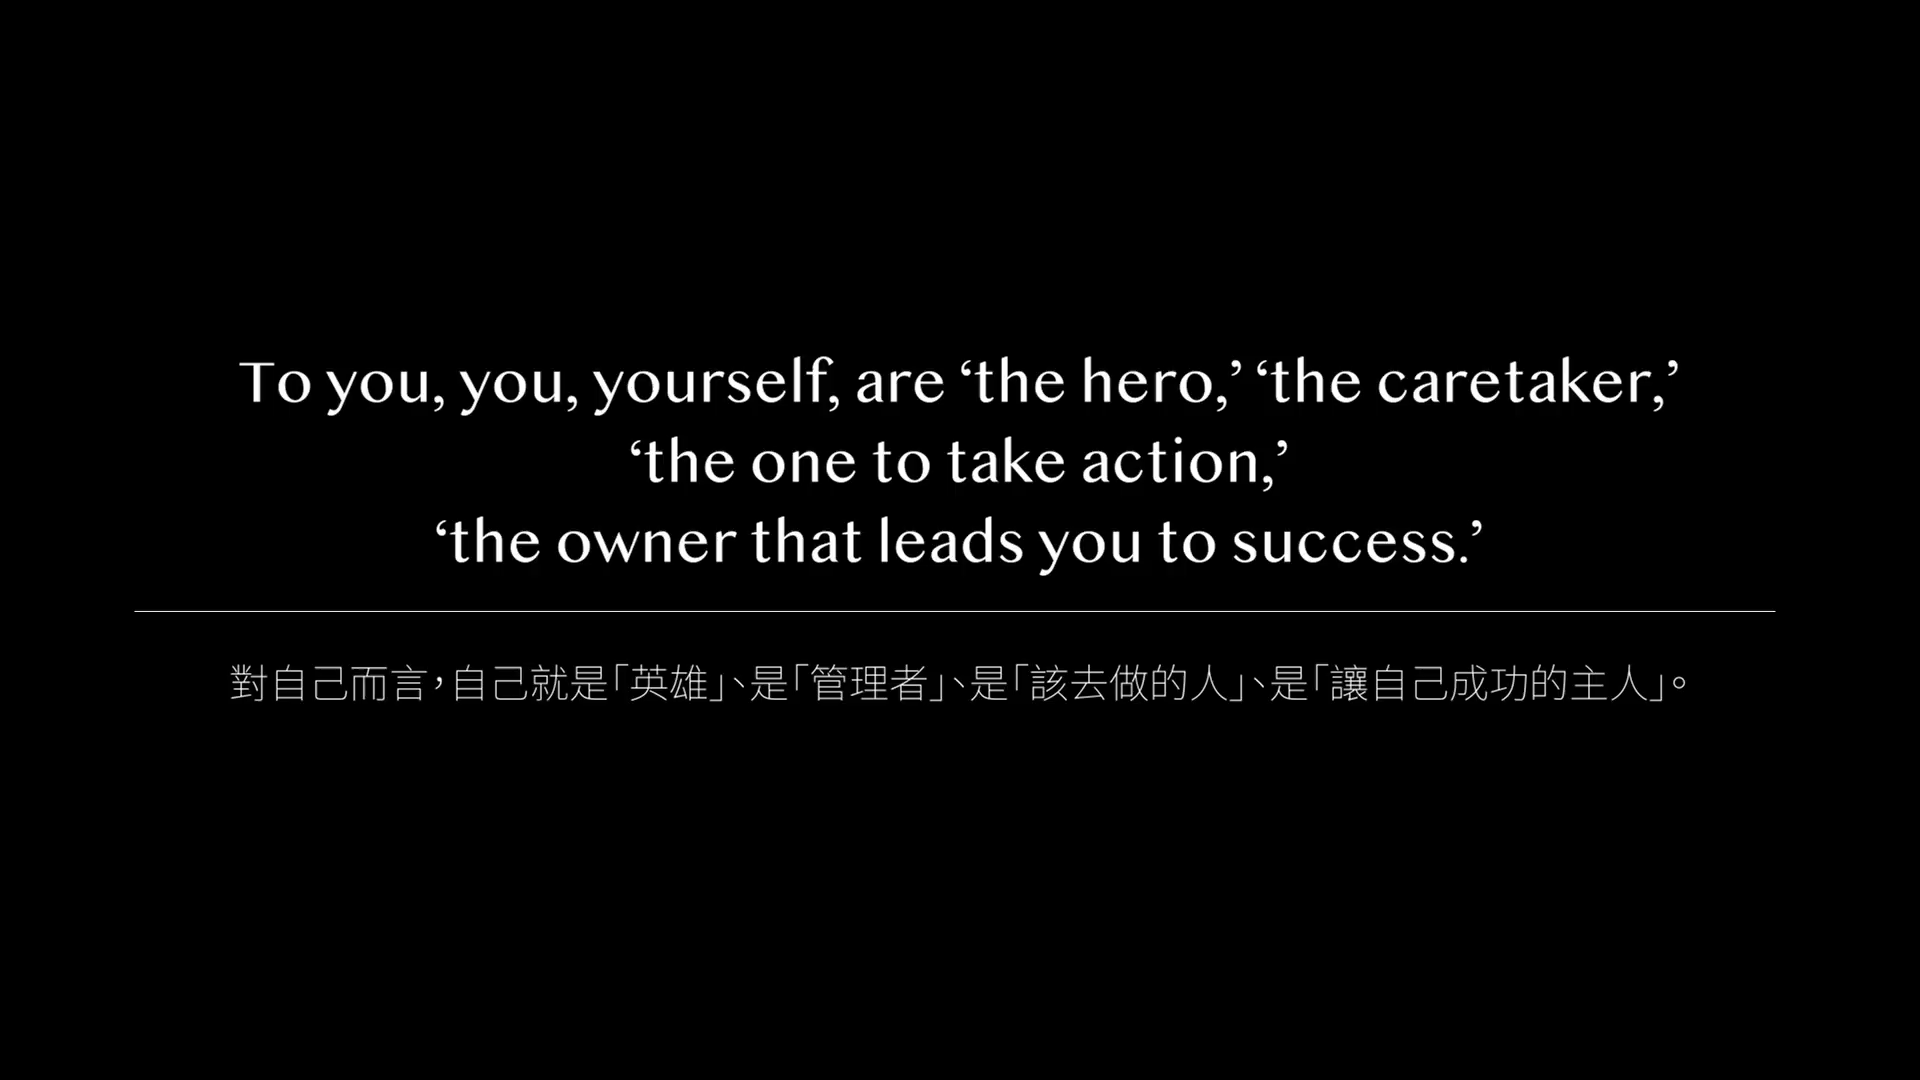 To you, you, yourself, are ‘the hero,’ ‘the caretaker,’
‘the one to take action,’
‘the owner that leads you to success.’
對自己而言，自己就是「英雄」、是「管理者」、是「該去做的人」、是「讓自己成功的主人」。